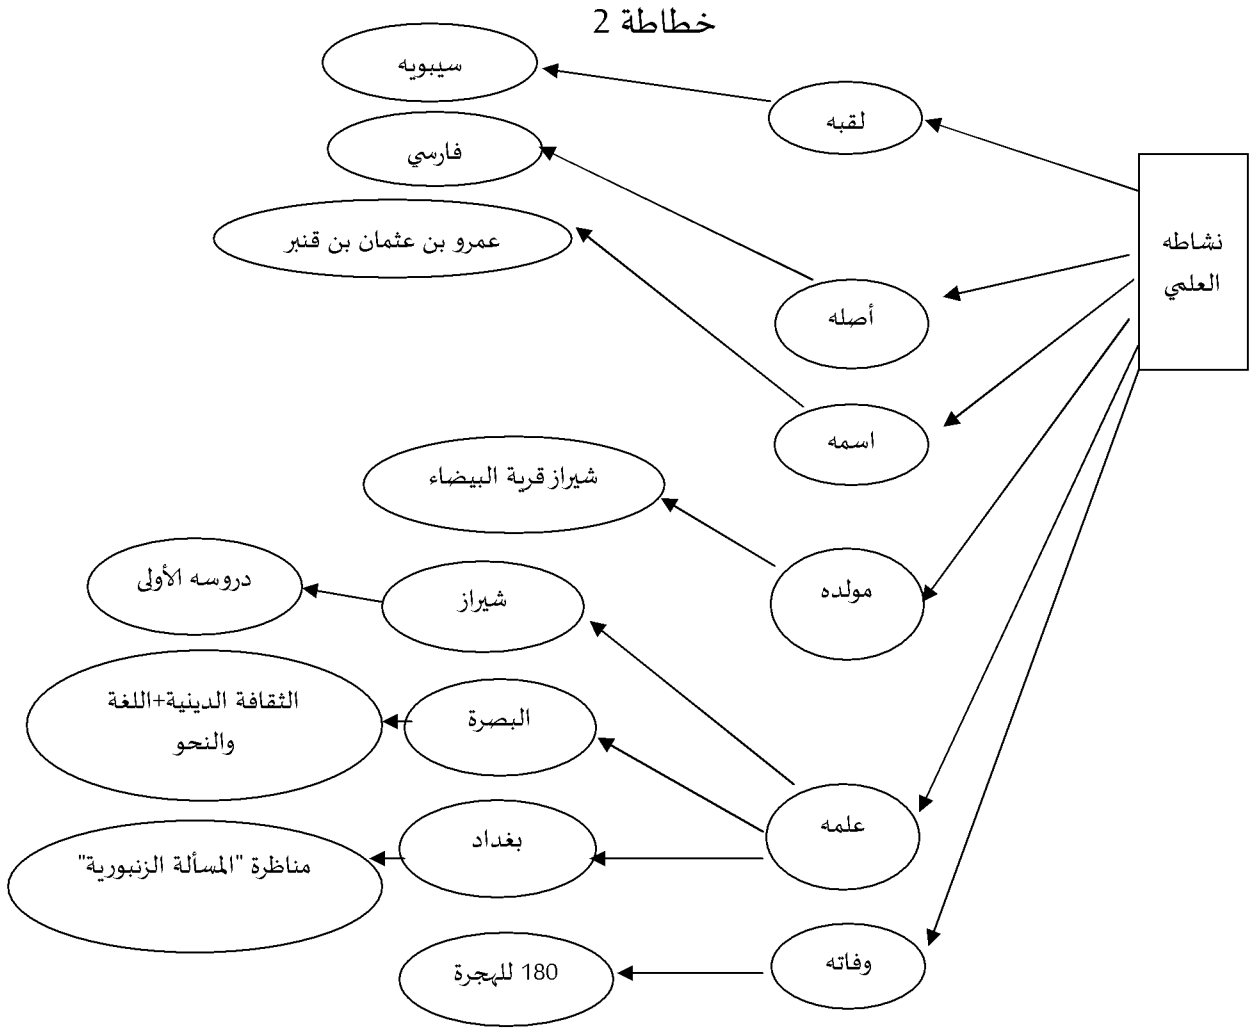 خطاطة 2
نشاطه
العلمي
لقبه
سيبويه
أصله
فارسي
اسمه
عمرو بن عثمان بن قنبر
مولده
شيراز قرية البيضاء
علمه
شيراز
دروسه الأولى
البصرة
الثقافة الدينية+اللغة
والنحو
بغداد
مناظرة "المسألة الزنبورية"
وفاته
180 للهجرة